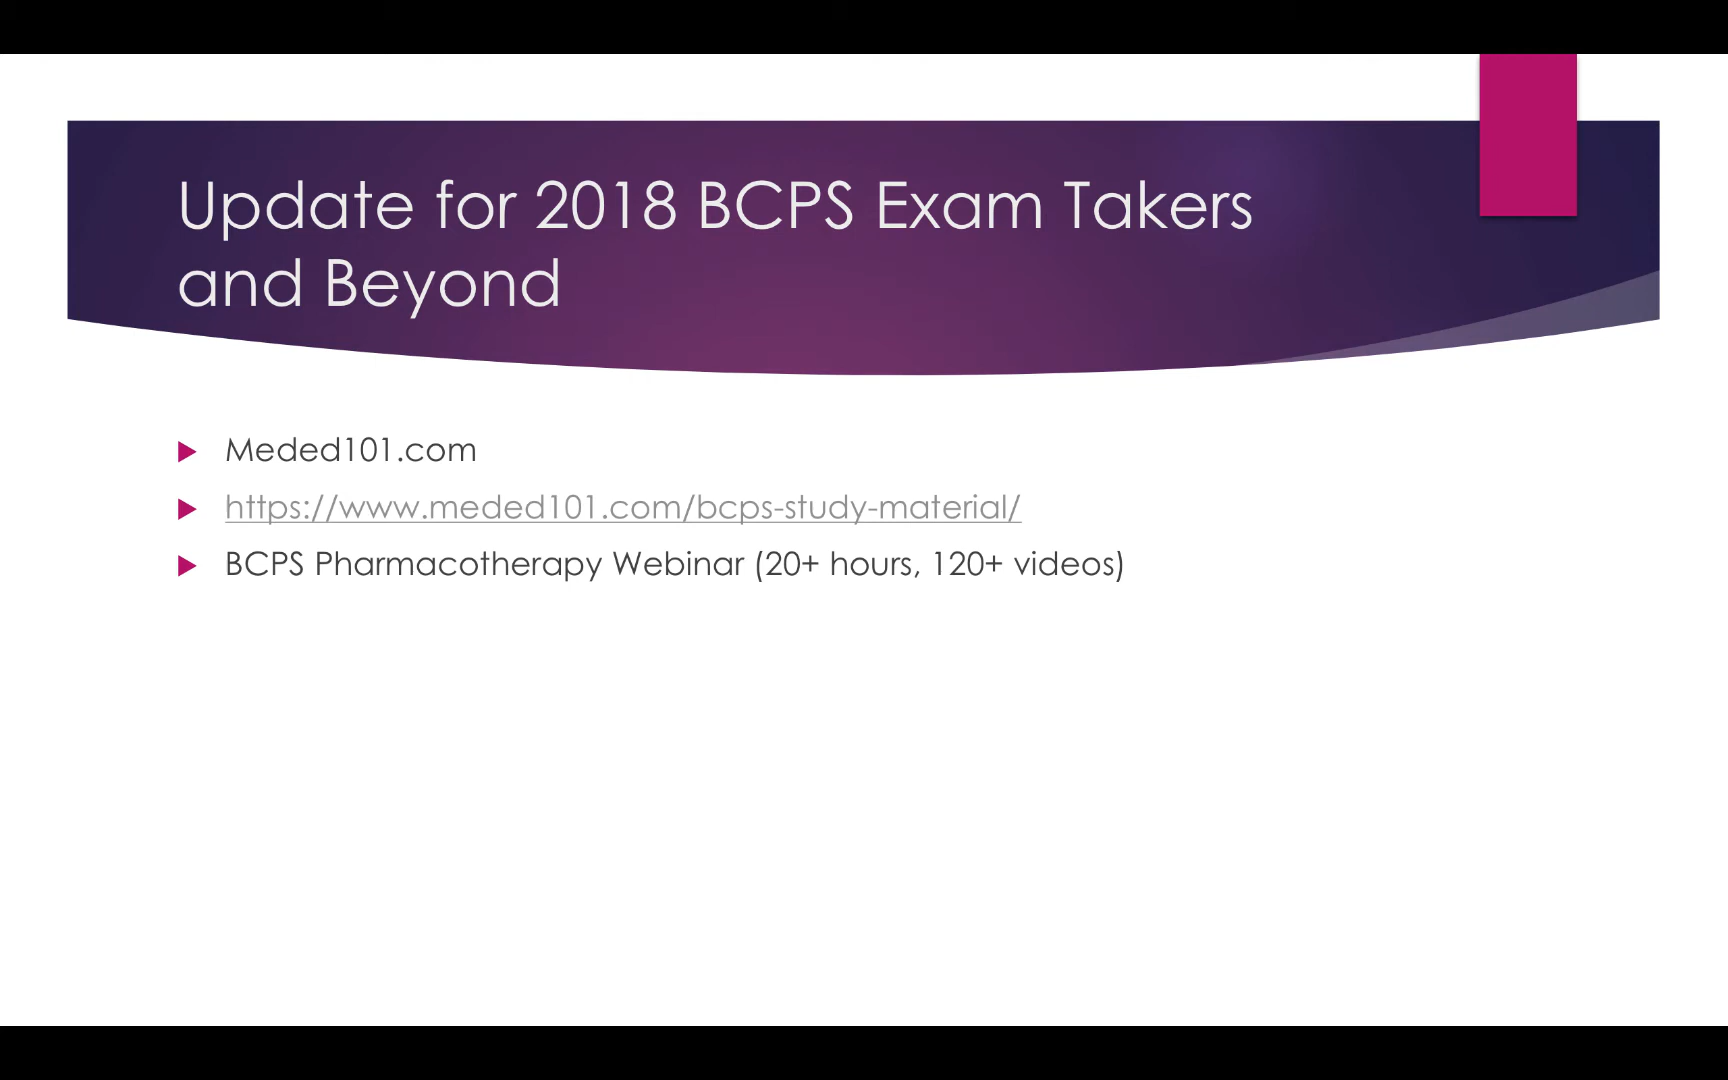 Update for 2018 BCPS Exam Takers
and Beyond
Meded101.com
https://www.meded101.com/bcps-study-material/
BCPS Pharmacotherapy Webinar (20+ hours, 120+ videos)